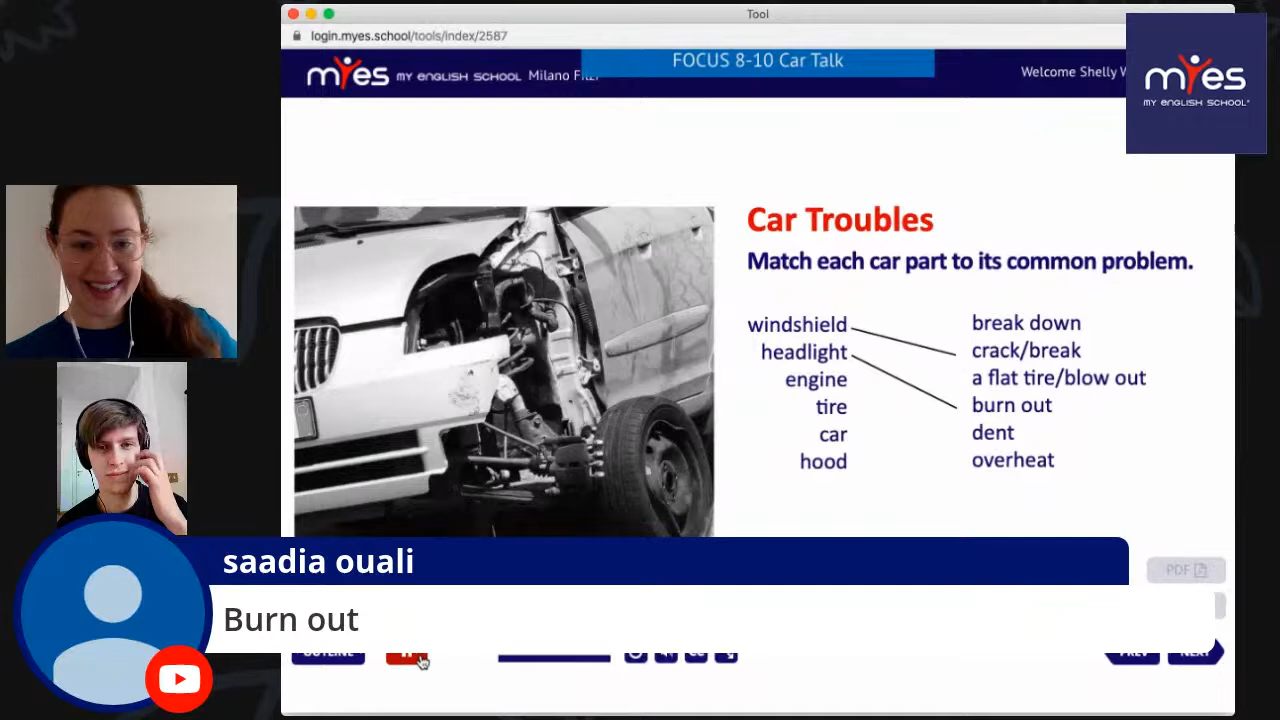 Tool
login.myes.school/tools/index/2587
myes MY ENGLISH SCHOOL Milano
FOCUS 8-10 Car Talk
Welcome Shelly W
myes
MY ENGLISH SCHOOL
Car Troubles
Match each car part to its common problem.
windshield
headlight
engine
tire
car
hood
break down
crack/break
a flat tire/blow out
burn out
dent
overheat
PDF
saadia ouali
Burn out
OUTLINE
CC
PREV
NEXT